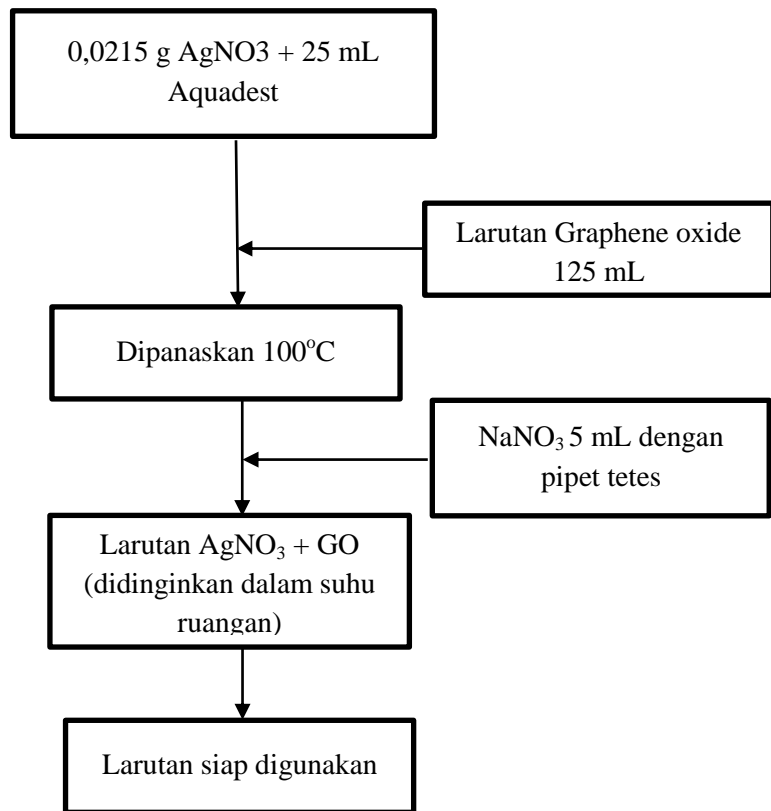 0,0215 g AgNO3 + 25 mL
Aquadest
Larutan Graphene oxide
125 mL
Dipanaskan 100°C
NaNO₃ 5 mL dengan
pipet tetes
Larutan AgNO₃ + GO
(didinginkan dalam suhu
ruangan)
Larutan siap digunakan